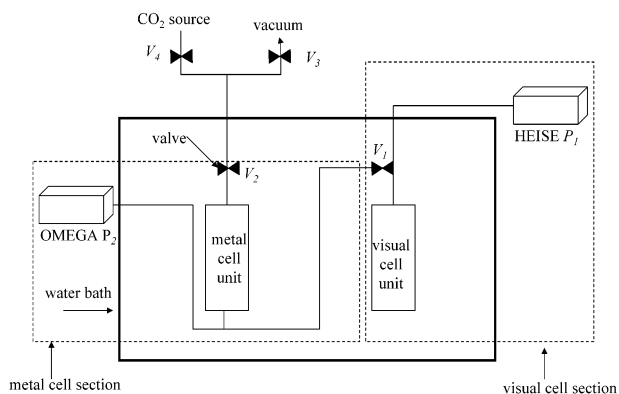 CO₂ source
vacuum
V₄
V₃
valve
V₁
HEISE P₁
V₂
OMEGA P₂
metal
cell
unit
visual
cell
unit
water bath
metal cell section
visual cell section